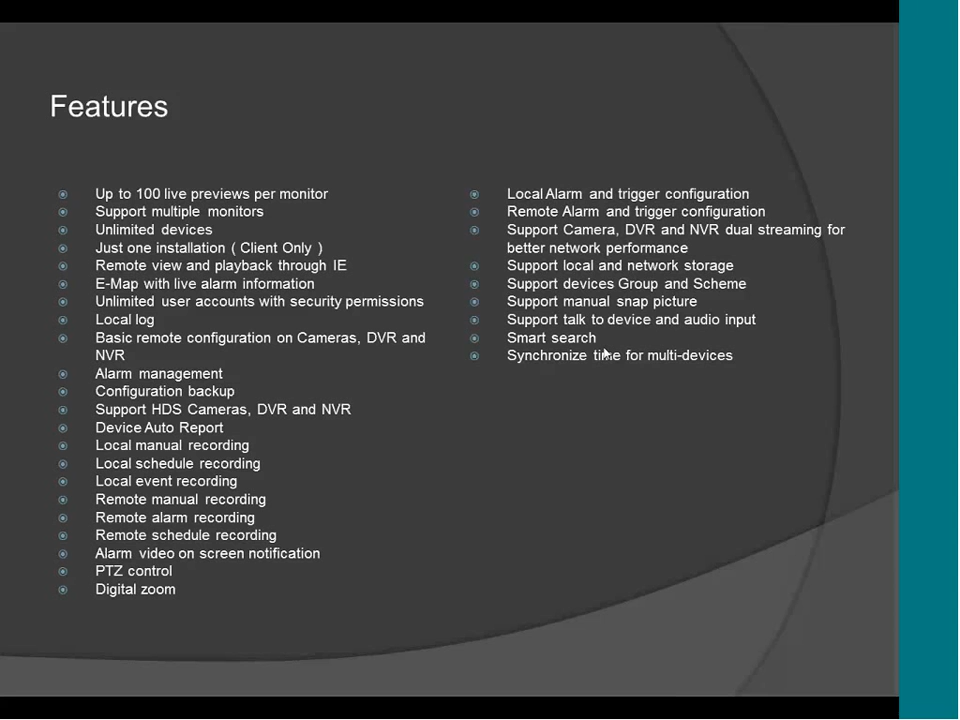 Features
Up to 100 live previews per monitor
Support multiple monitors
Unlimited devices
Just one installation ( Client Only )
Remote view and playback through IE
E-Map with live alarm information
Unlimited user accounts with security permissions
Local log
Basic remote configuration on Cameras, DVR and
NVR
Alarm management
Configuration backup
Support HDS Cameras, DVR and NVR
Device Auto Report
Local manual recording
Local schedule recording
Local event recording
Remote manual recording
Remote alarm recording
Remote schedule recording
Alarm video on screen notification
PTZ control
Digital zoom
Local Alarm and trigger configuration
Remote Alarm and trigger configuration
Support Camera, DVR and NVR dual streaming for
better network performance
Support local and network storage
Support devices Group and Scheme
Support manual snap picture
Support talk to device and audio input
Smart search
Synchronize time for multi-devices